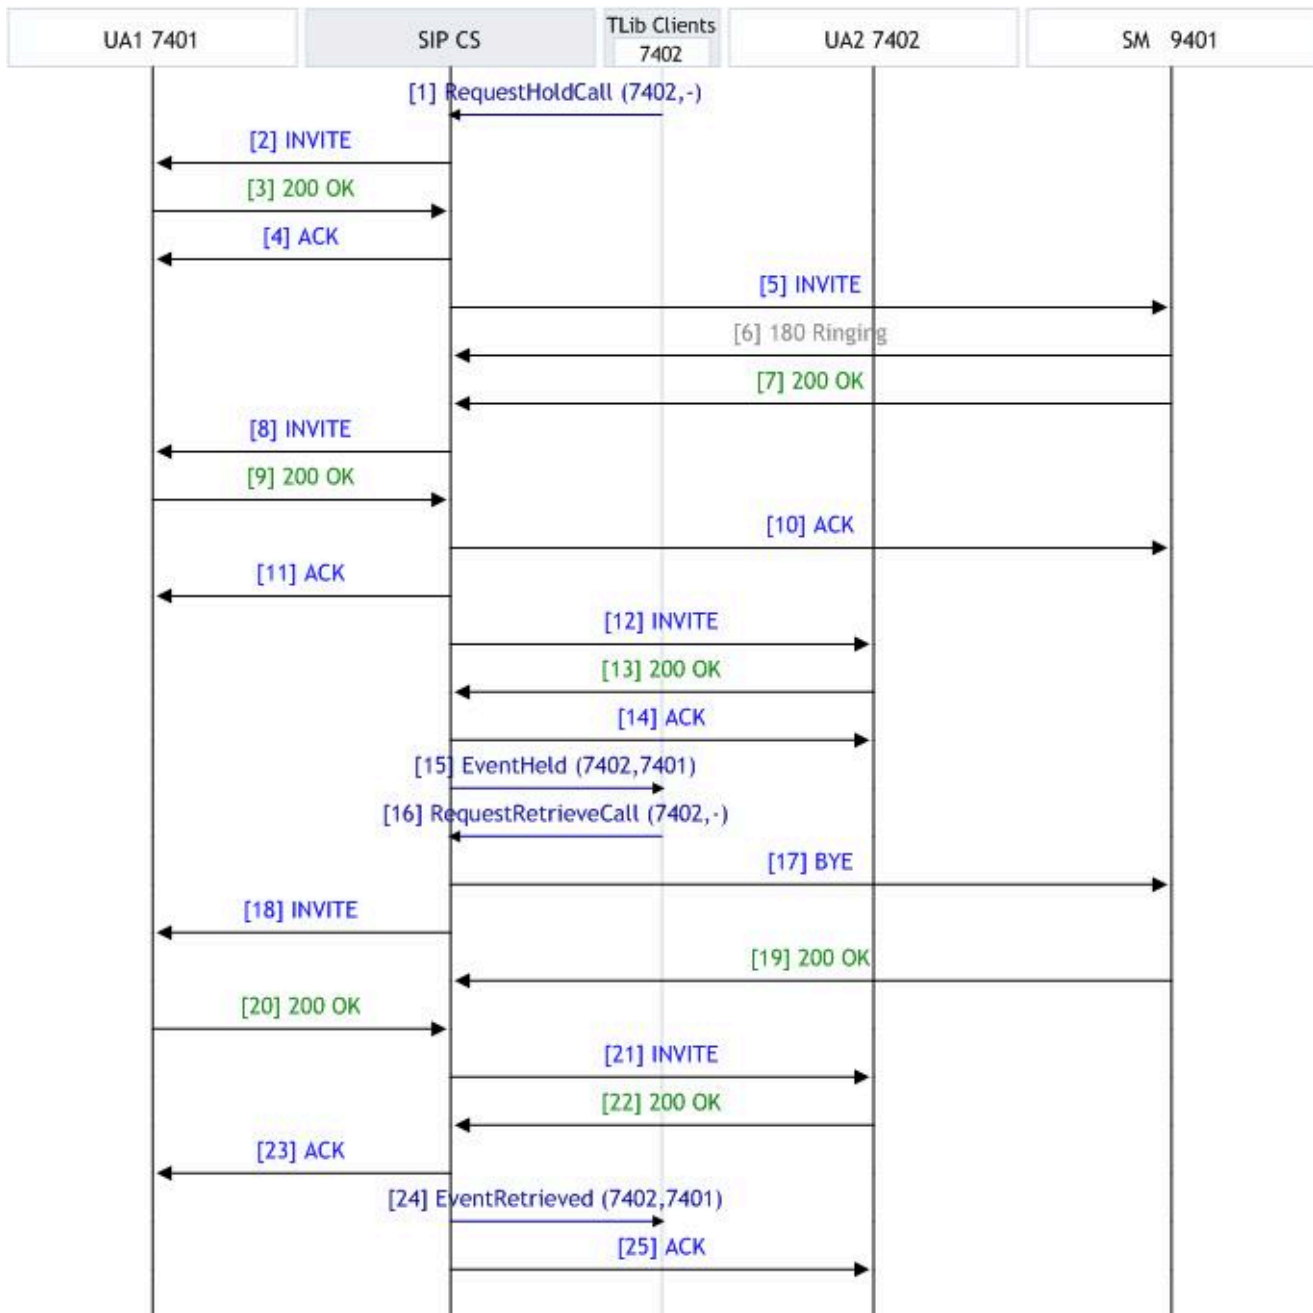 UA1 7401
SIP CS
TLib Clients
7402
UA2 7402
SM 9401
[1] RequestHoldCall (7402,-)
[2] INVITE
[3] 200 OK
[4] ACK
[5] INVITE
[6] 180 Ringing
[7] 200 OK
[8] INVITE
[9] 200 OK
[10] ACK
[11] ACK
[12] INVITE
[13] 200 OK
[14] ACK
[15] EventHeld (7402,7401)
[16] RequestRetrieveCall (7402,-)
[17] BYE
[18] INVITE
[19] 200 OK
[20] 200 OK
[21] INVITE
[22] 200 OK
[23] ACK
[24] EventRetrieved (7402,7401)
[25] ACK